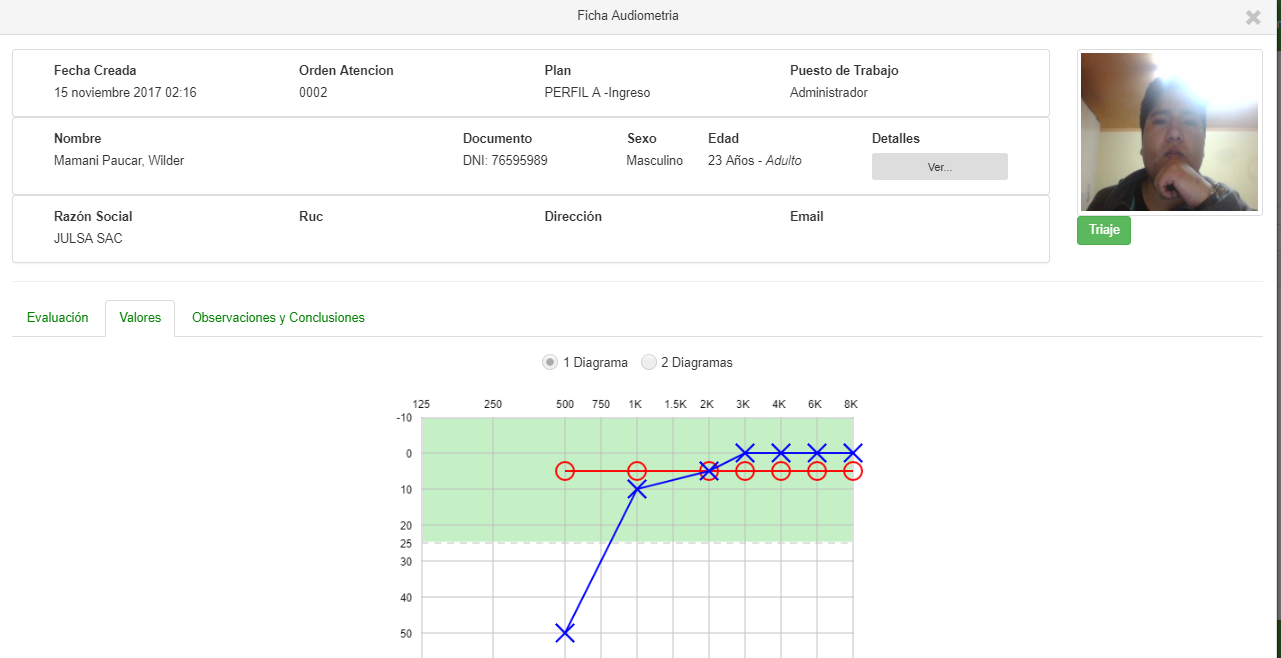 Ficha Audiometria
Fecha Creada Orden Atencion Plan Puesto de Trabajo
15 noviembre 2017 02:16 0002 PERFIL A -Ingreso Administrador
Nombre Documento Sexo Edad Detalles
Mamani Paucar, Wilder DNI: 76595989 Masculino 23 Años - Adulto Ver...
Razón Social Ruc Dirección Email
JULSA SAC
Triaje
Evaluación Valores Observaciones y Conclusiones
1 Diagrama 2 Diagramas
125 250 500 750 1K 1.5K 2K 3K 4K 6K 8K
-10
0
10
20
25
30
40
50